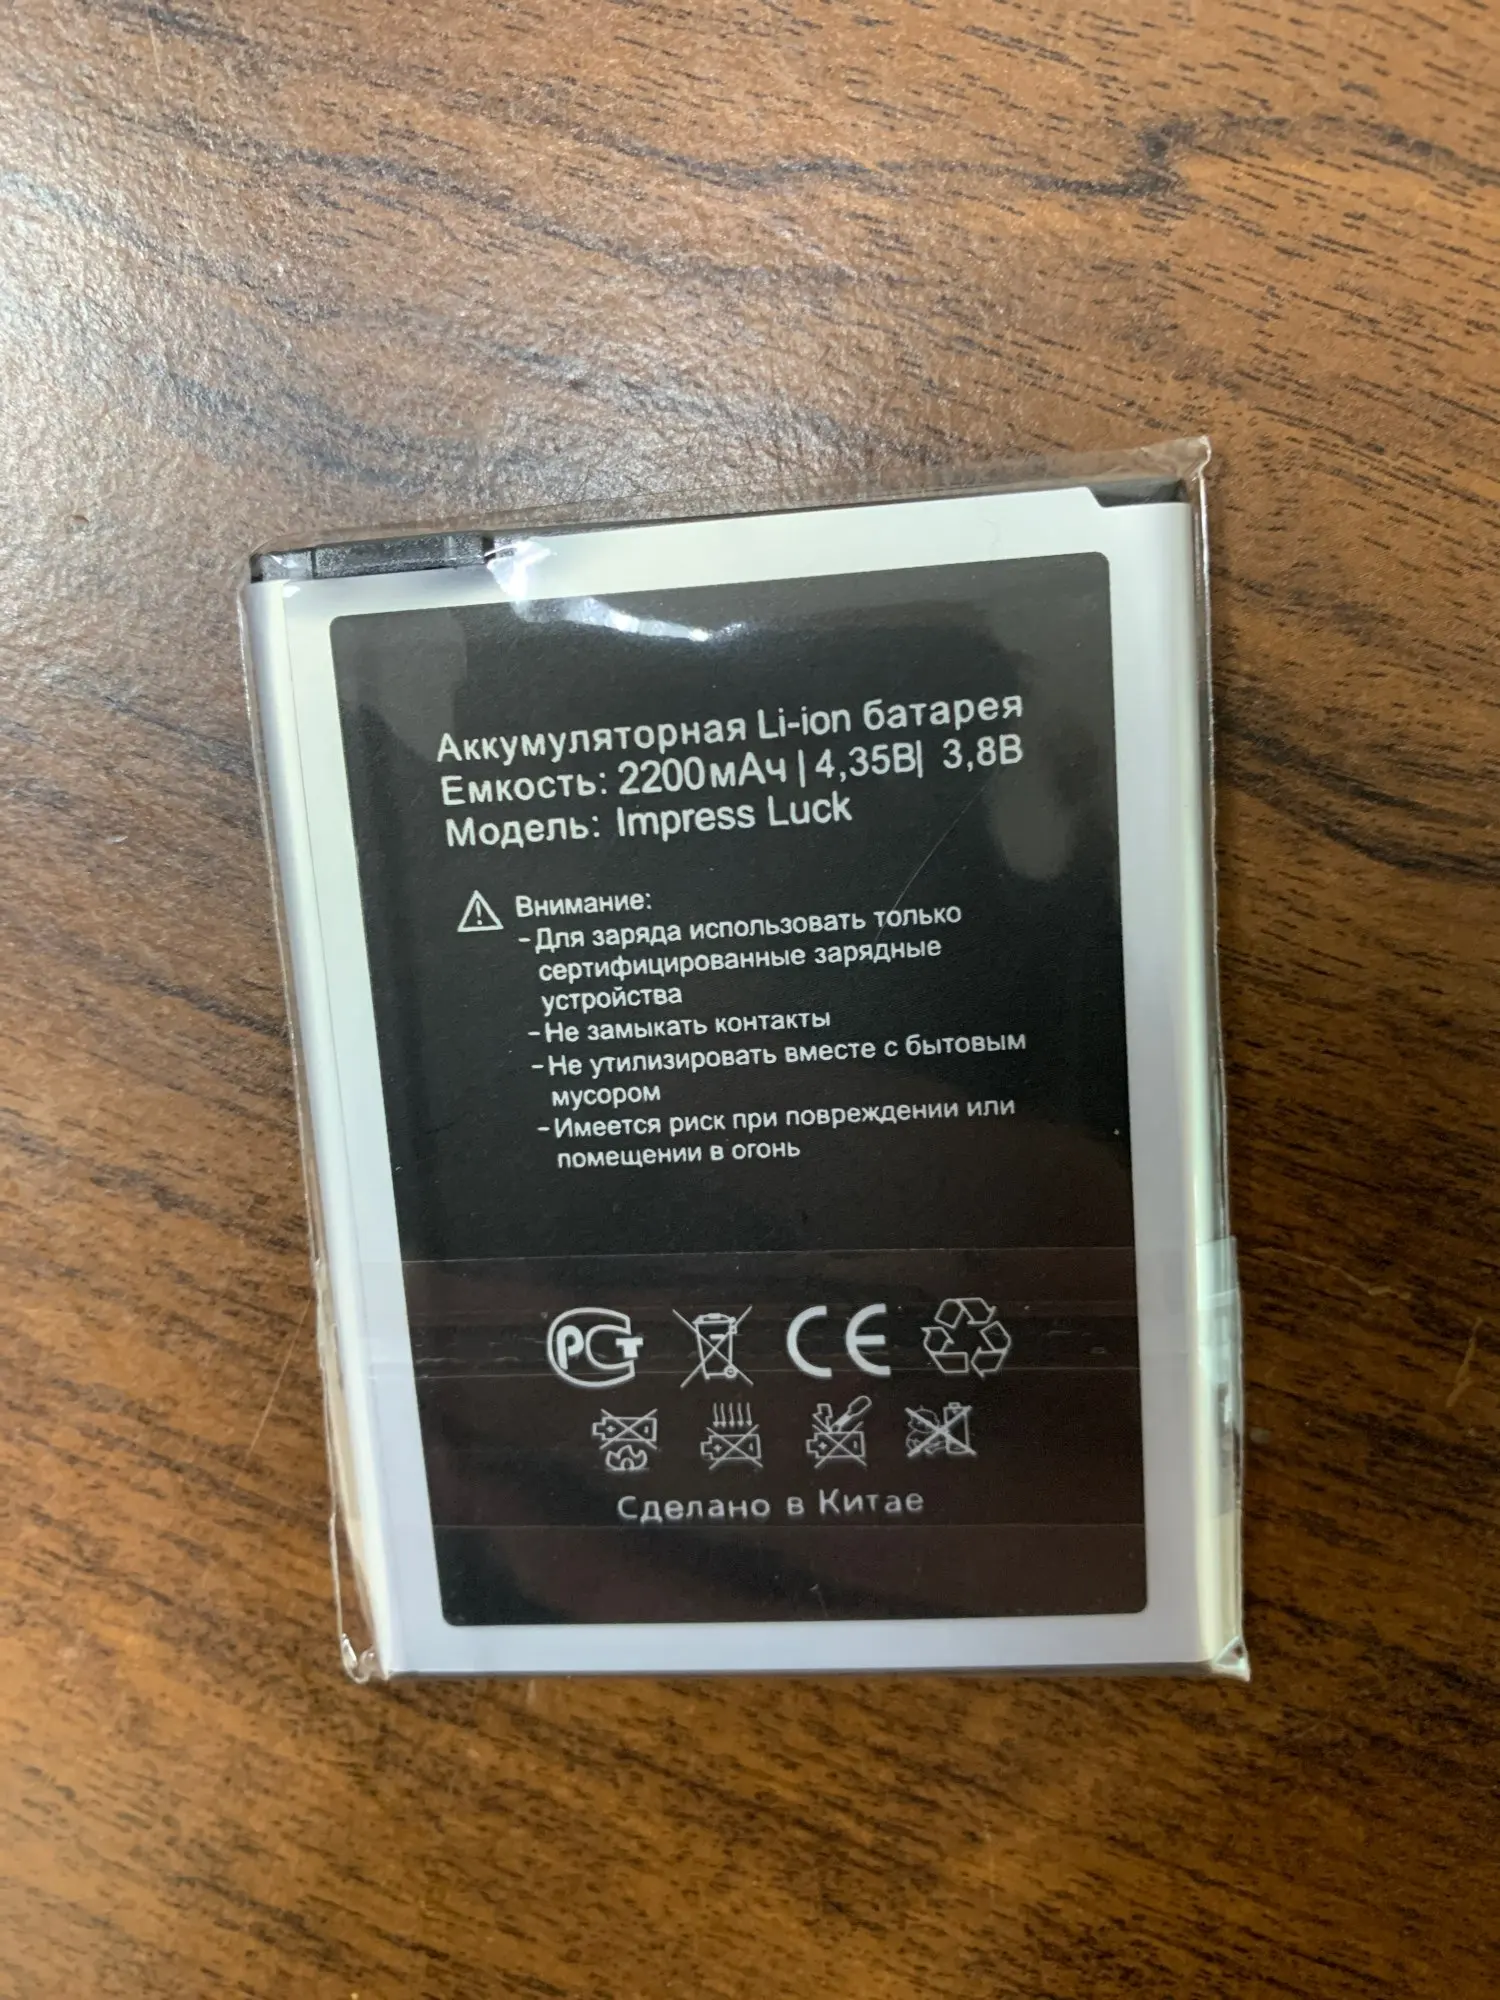 Аккумуляторная Li-ion батарея
Емкость: 2200мАч | 4,35В| 3,8В
Модель: Impress Luck
Внимание:
-Для заряда использовать только
сертифицированные зарядные
устройства
-Не замыкать контакты
-Не утилизировать вместе с бытовым
мусором
-Имеется риск при повреждении или
помещении в огонь
РСТ CE
Сделано в Китае